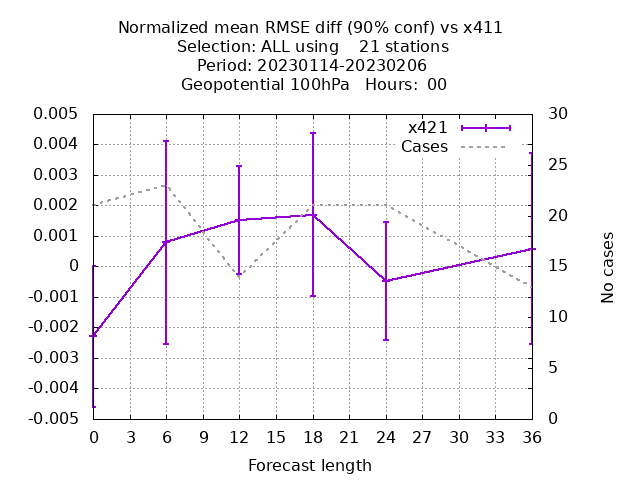 Normalized mean RMSE diff (90% conf) vs x411
Selection: ALL using    21 stations
Period: 20230114-20230206
Geopotential 100hPa   Hours:  00
x421
Cases
0.005
0.004
0.003
0.002
0.001
0
-0.001
-0.002
-0.003
-0.004
-0.005
30
25
20
15
10
5
0
No cases
0 3 6 9 12 15 18 21 24 27 30 33 36
Forecast length